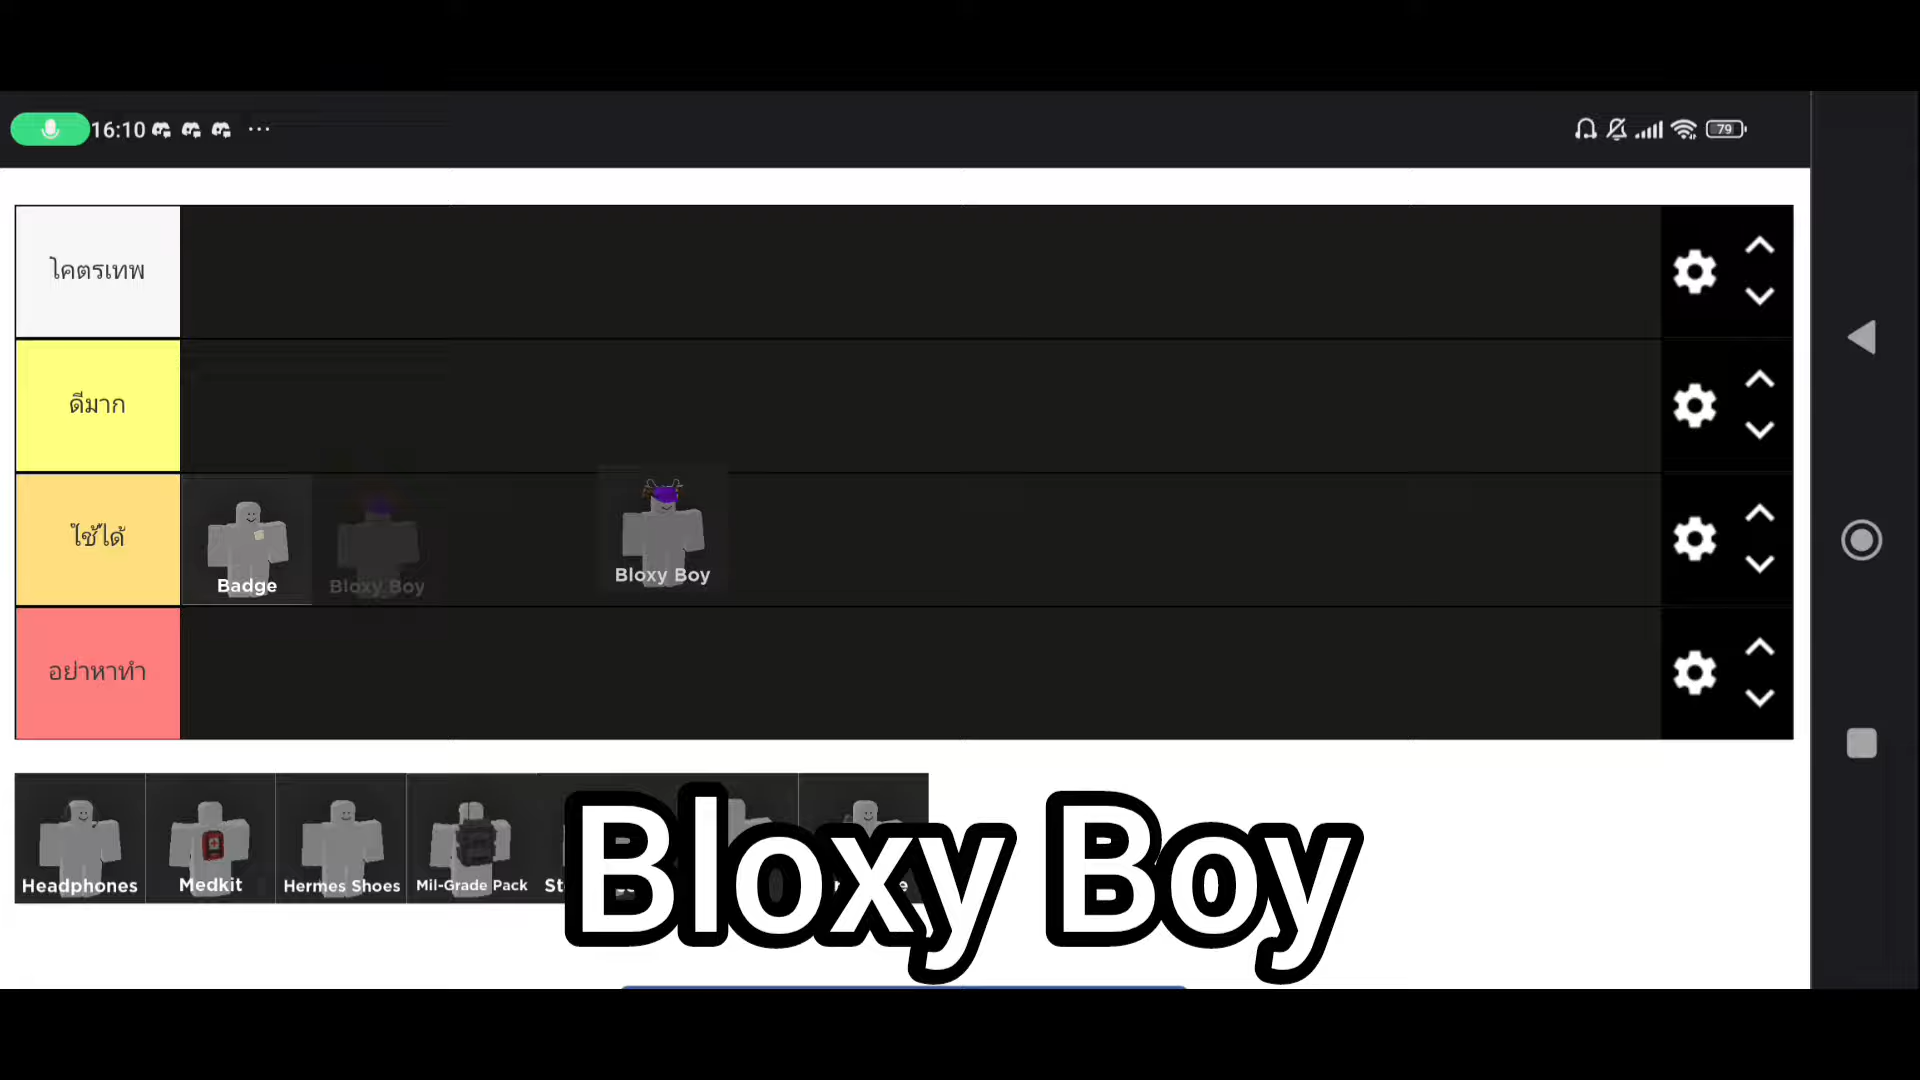 16:10
79
โคตรเทพ
ดีมาก
ใช้ได้
Badge
Bloxy Boy
Bloxy Boy
อย่าหาทำ
Headphones
Medkit
Hermes Shoes
Mil-Grade Pack
Bloxy Boy